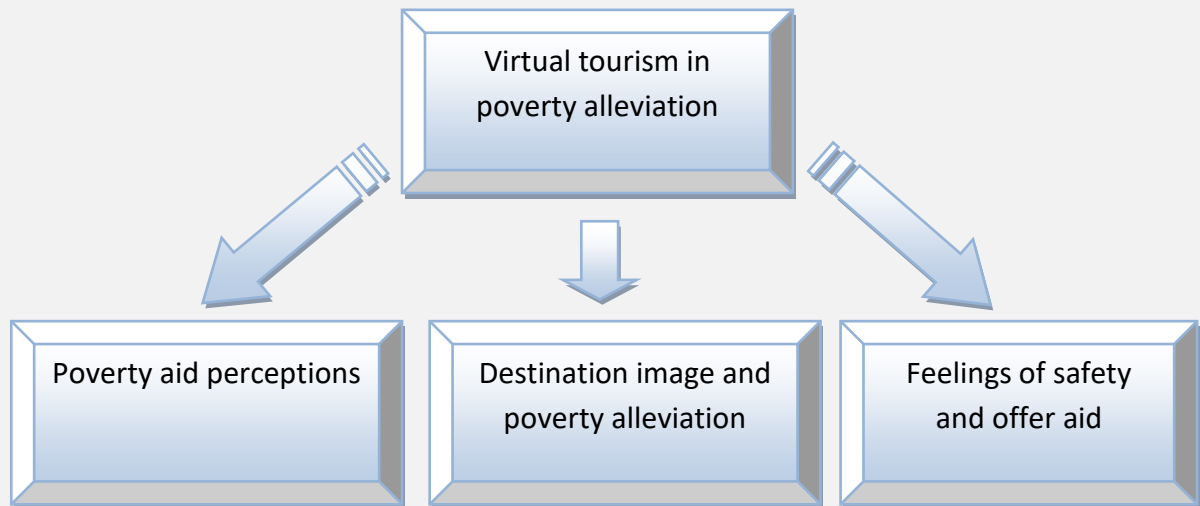 Virtual tourism in
poverty alleviation
Poverty aid perceptions
Destination image and
poverty alleviation
Feelings of safety
and offer aid